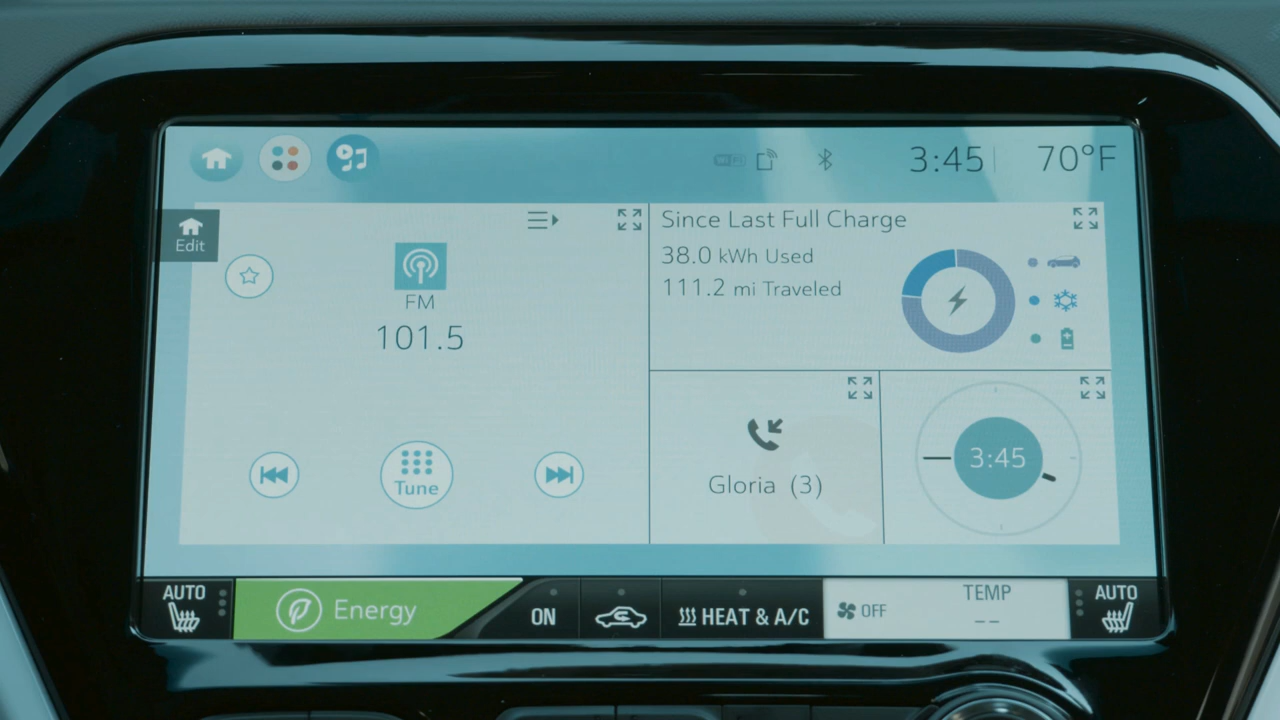 3:45 70°F
Edit
FM
101.5
Tune
Since Last Full Charge
38.0 kWh Used
111.2 mi Traveled
Gloria (3)
3:45
AUTO
Energy
ON
HEAT & A/C
OFF
TEMP
--
AUTO